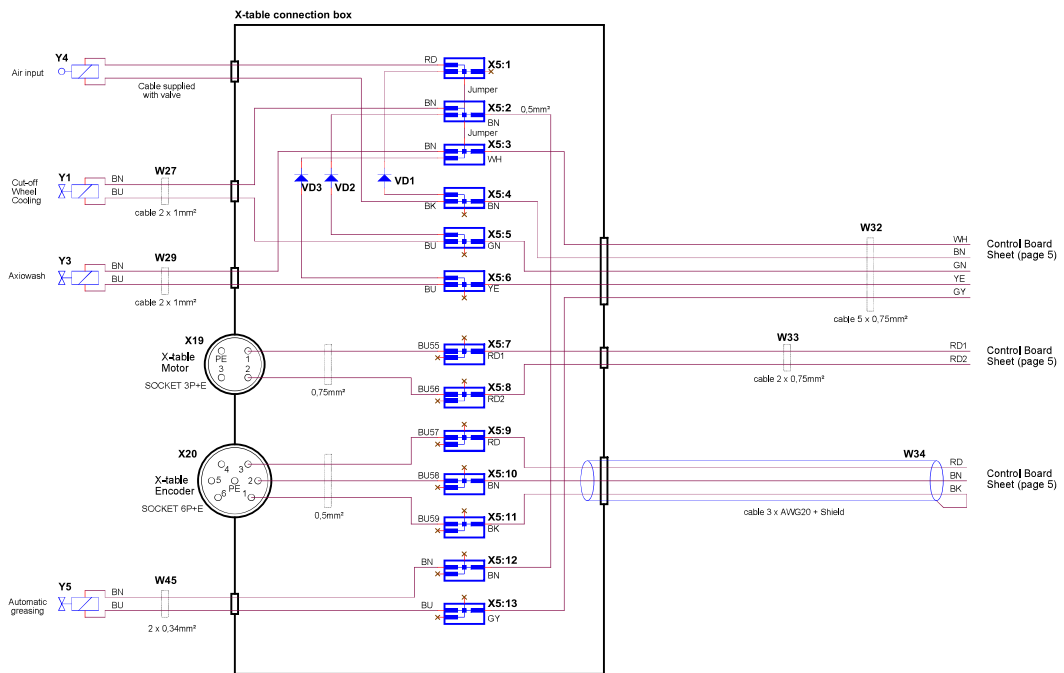 X-table connection box
Y4
Air input
Cable supplied
with valve
RD
X5:1
Jumper
BN
X5:2
0,5mm²
BN
Jumper
BN
X5:3
WH
W27
Y1
Cut-off
Wheel
Cooling
BN
BU
cable 2 x 1mm²
VD3
VD2
VD1
X5:4
BK
BN
X5:5
BU
GN
X5:6
BU
YE
W29
Y3
Axiowash
BN
BU
cable 2 x 1mm²
W32
WH
BN
GN
YE
GY
Control Board
Sheet (page 5)
cable 5 x 0,75mm²
X19
X-table
Motor
SOCKET 3P+E
PE
1
3
2
0,75mm²
BU55
X5:7
RD1
BU56
X5:8
RD2
W33
RD1
RD2
Control Board
Sheet (page 5)
cable 2 x 0,75mm²
X20
X-table
Encoder
SOCKET 6P+E
4
3
5
2
PE
6
1
0,5mm²
BU57
X5:9
RD
BU58
X5:10
BN
BU59
X5:11
BK
W34
RD
BN
BK
Control Board
Sheet (page 5)
cable 3 x AWG20 + Shield
BN
X5:12
BN
BU
X5:13
GY
W45
Y5
Automatic
greasing
BN
BU
2 x 0,34mm²